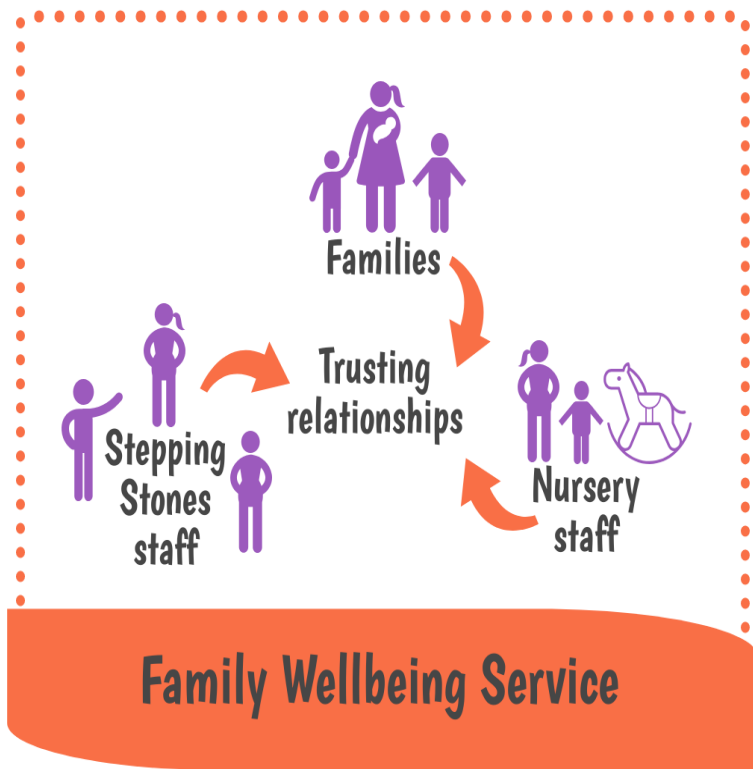 Families
Trusting
relationships
Stepping
Stones
staff
Nursery
staff
Family Wellbeing Service